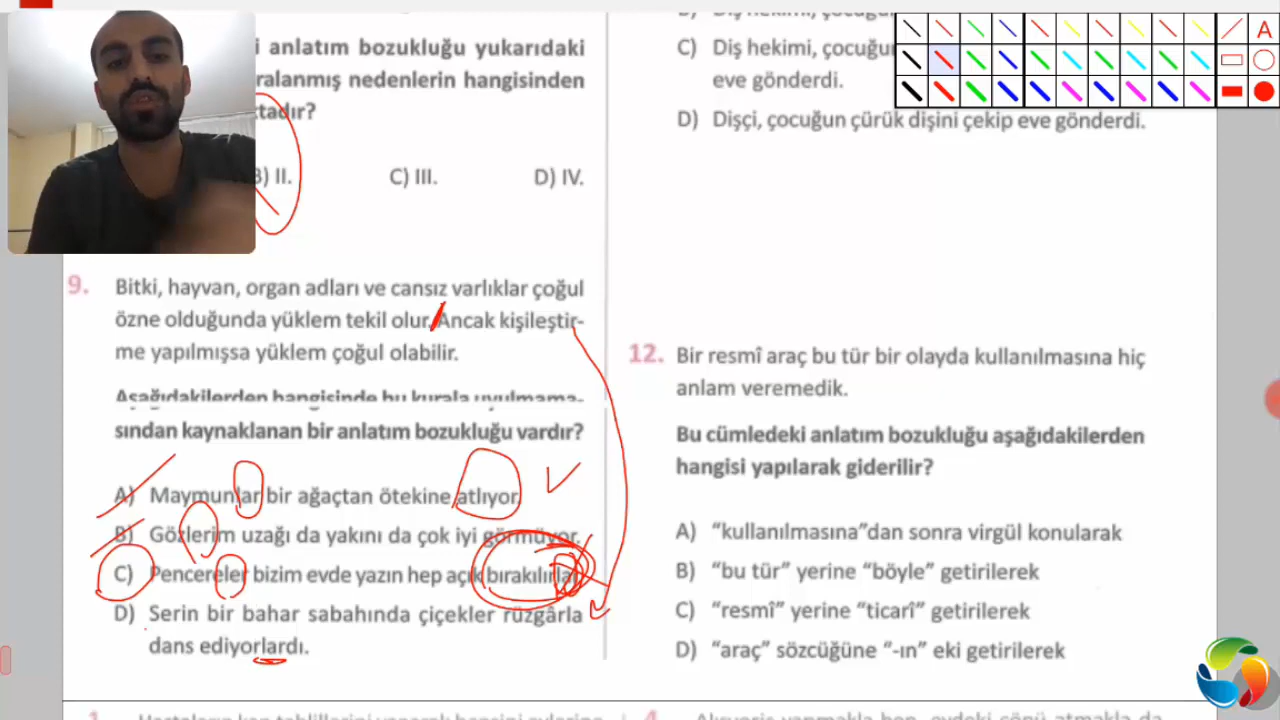 i anlatım bozukluğu yukarıdaki
ralanmış nedenlerin hangisinden
tadır?
B) II. C) III. D) IV.
9. Bitki, hayvan, organ adları ve cansız varlıklar çoğul
özne olduğunda yüklem tekil olur. Ancak kişileştir-
me yapılmışsa yüklem çoğul olabilir.
Aşağıdakilerden hangisinde bu kurala uyulmama-
sından kaynaklanan bir anlatım bozukluğu vardır?
A) Maymunlar bir ağaçtan ötekine atlıyor.
B) Gözlerim uzağı da yakını da çok iyi görmüyor.
C) Pencereler bizim evde yazın hep açık bırakılırlar.
D) Serin bir bahar sabahında çiçekler rüzgârla
dans ediyorlardı.
C) Diş hekimi, çocuğun
eve gönderdi.
D) Dişçi, çocuğun çürük dişini çekip eve gönderdi.
12. Bir resmî araç bu tür bir olayda kullanılmasına hiç
anlam veremedik.
Bu cümledeki anlatım bozukluğu aşağıdakilerden
hangisi yapılarak giderilir?
A) “kullanılmasına”dan sonra virgül konularak
B) “bu tür” yerine “böyle” getirilerek
C) “resmî” yerine “ticarî” getirilerek
D) “araç” sözcüğüne “-ın” eki getirilerek
A